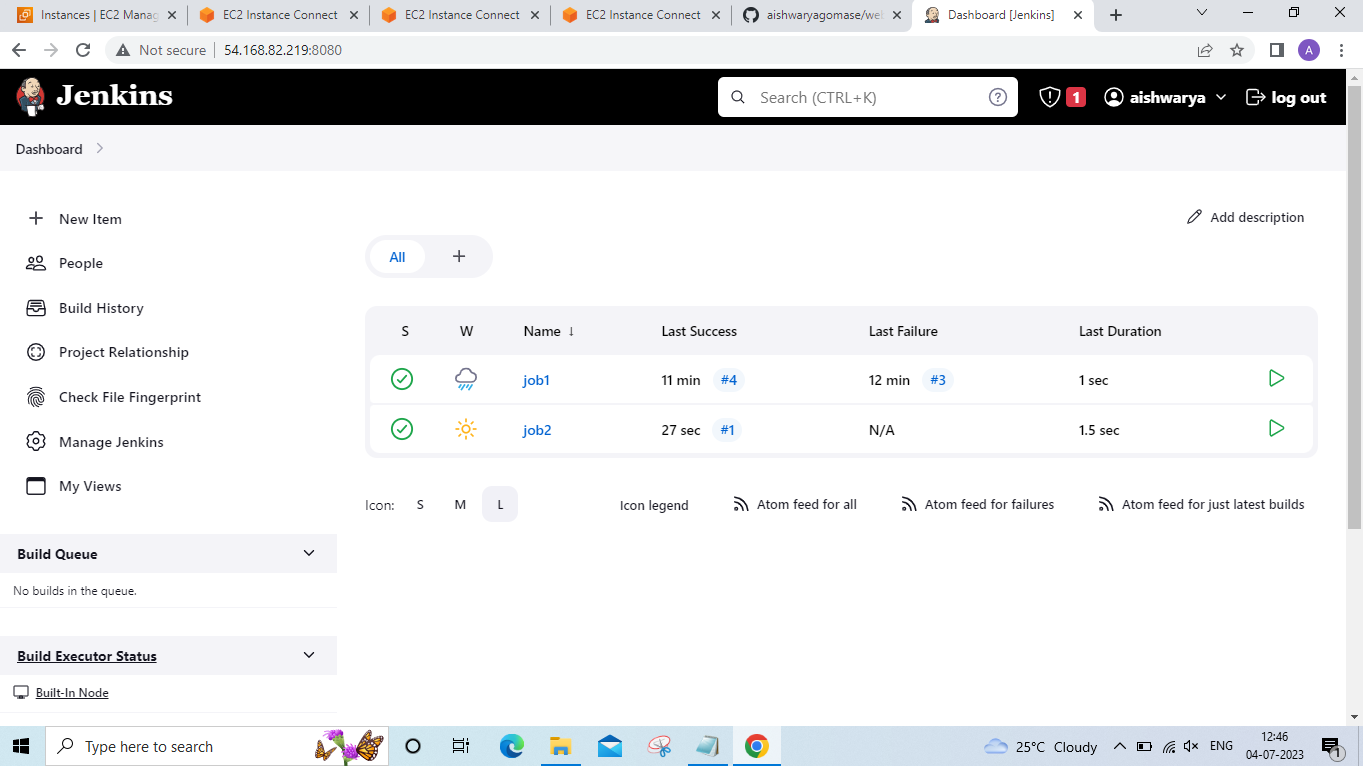 Instances | EC2 Manag
EC2 Instance Connect
EC2 Instance Connect
EC2 Instance Connect
aishwaryagomase/wel
Dashboard [Jenkins]
Not secure
54.168.82.219:8080
A
Jenkins
Search (CTRL+K)
1
aishwarya
log out
Dashboard
New Item
People
Build History
Project Relationship
Check File Fingerprint
Manage Jenkins
My Views
Build Queue
No builds in the queue.
Build Executor Status
Built-In Node
Add description
All
S W Name ↓ Last Success Last Failure Last Duration
job1 11 min #4 12 min #3 1 sec
job2 27 sec #1 N/A 1.5 sec
Icon: S M L Icon legend Atom feed for all Atom feed for failures Atom feed for just latest builds
Type here to search
25°C Cloudy
ENG
12:46
04-07-2023
1